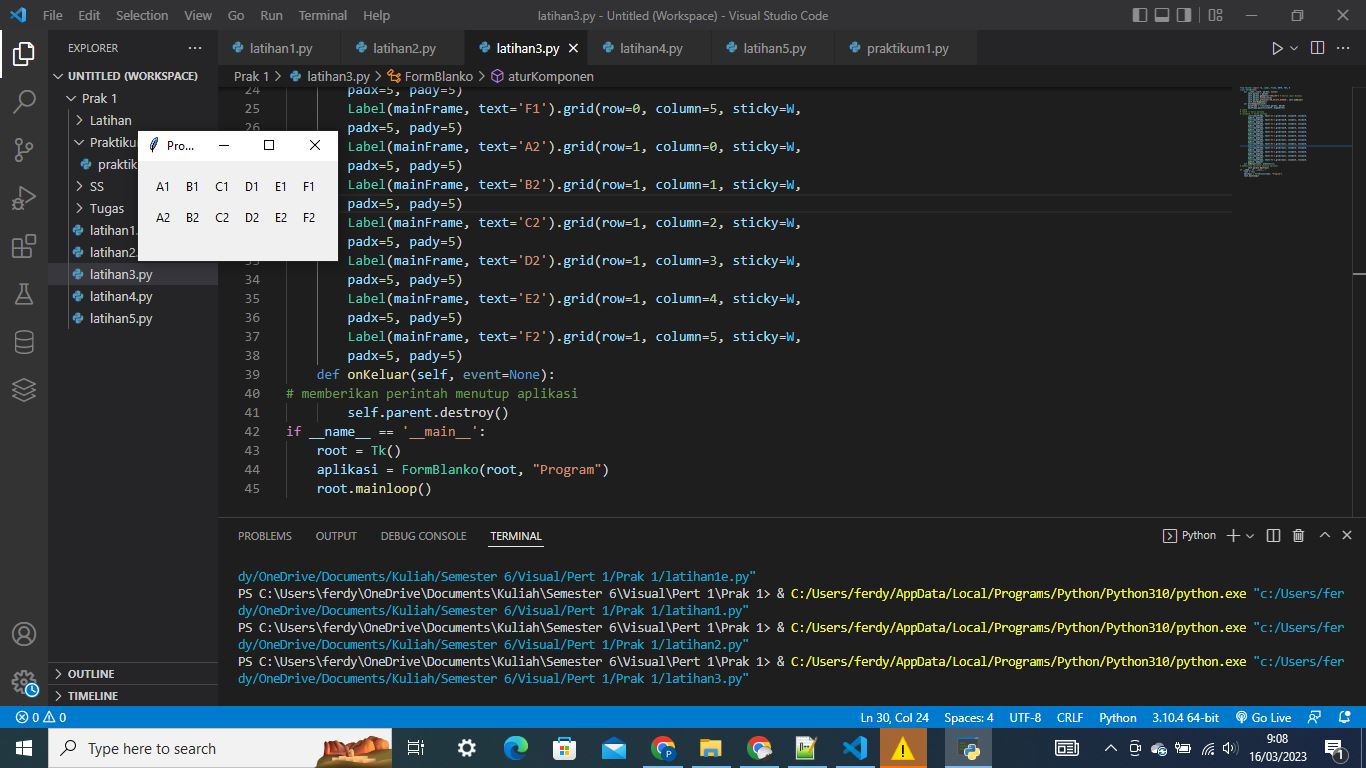 File Edit Selection View Go Run Terminal Help latihan3.py - Untitled (Workspace) - Visual Studio Code
EXPLORER
latihan1.py latihan2.py latihan3.py latihan4.py latihan5.py praktikum1.py
UNTITLED (WORKSPACE)
Prak 1
Latihan
Praktiku
praktik
SS
Tugas
latihan1.
latihan2.
latihan3.py
latihan4.py
latihan5.py
OUTLINE
TIMELINE
Prak 1 > latihan3.py > FormBlanko > aturKomponen
Pro...
A1 B1 C1 D1 E1 F1
A2 B2 C2 D2 E2 F2
24 padx=5, pady=5)
25 Label(mainFrame, text='F1').grid(row=0, column=5, sticky=W,
26 padx=5, pady=5)
Label(mainFrame, text='A2').grid(row=1, column=0, sticky=W,
padx=5, pady=5)
Label(mainFrame, text='B2').grid(row=1, column=1, sticky=W,
padx=5, pady=5)
Label(mainFrame, text='C2').grid(row=1, column=2, sticky=W,
padx=5, pady=5)
33 Label(mainFrame, text='D2').grid(row=1, column=3, sticky=W,
34 padx=5, pady=5)
35 Label(mainFrame, text='E2').grid(row=1, column=4, sticky=W,
36 padx=5, pady=5)
37 Label(mainFrame, text='F2').grid(row=1, column=5, sticky=W,
38 padx=5, pady=5)
39 def onKeluar(self, event=None):
40 # memberikan perintah menutup aplikasi
41 self.parent.destroy()
42 if __name__ == '__main__':
43 root = Tk()
44 aplikasi = FormBlanko(root, "Program")
45 root.mainloop()
PROBLEMS OUTPUT DEBUG CONSOLE TERMINAL Python
dy/OneDrive/Documents/Kuliah/Semester 6/Visual/Pert 1/Prak 1/latihan1e.py"
PS C:\Users\ferdy\OneDrive\Documents\Kuliah\Semester 6\Visual\Pert 1\Prak 1> & C:/Users/ferdy/AppData/Local/Programs/Python/Python310/python.exe "c:/Users/fer
dy/OneDrive/Documents/Kuliah/Semester 6/Visual/Pert 1/Prak 1/latihan1.py"
PS C:\Users\ferdy\OneDrive\Documents\Kuliah\Semester 6\Visual\Pert 1\Prak 1> & C:/Users/ferdy/AppData/Local/Programs/Python/Python310/python.exe "c:/Users/fer
dy/OneDrive/Documents/Kuliah/Semester 6/Visual/Pert 1/Prak 1/latihan2.py"
PS C:\Users\ferdy\OneDrive\Documents\Kuliah\Semester 6\Visual\Pert 1\Prak 1> & C:/Users/ferdy/AppData/Local/Programs/Python/Python310/python.exe "c:/Users/fer
dy/OneDrive/Documents/Kuliah/Semester 6/Visual/Pert 1/Prak 1/latihan3.py"
0 0 Ln 30, Col 24 Spaces: 4 UTF-8 CRLF Python 3.10.4 64-bit Go Live
Type here to search
9:08
16/03/2023
1